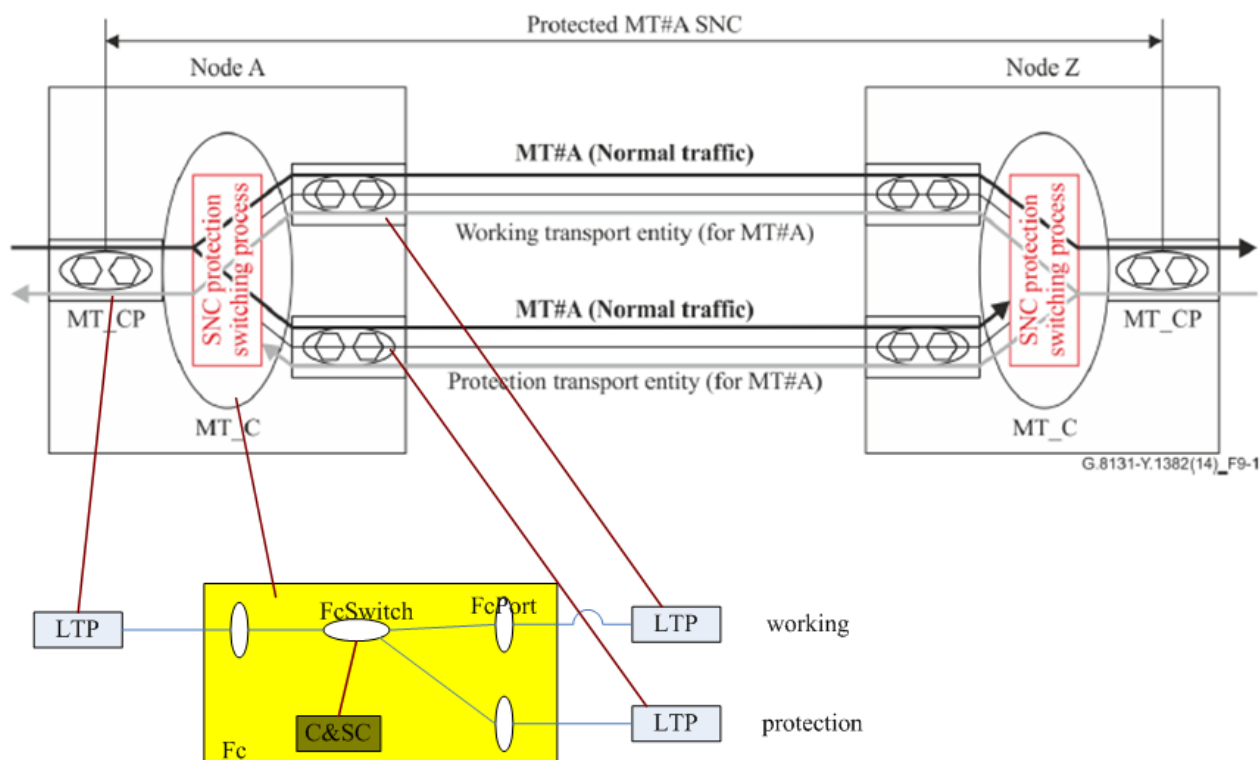 Protected MT#A SNC
Node A
Node Z
MT#A (Normal traffic)
SNC protection
switching process
SNC protection
switching process
Working transport entity (for MT#A)
MT#A (Normal traffic)
MT_CP
MT_CP
Protection transport entity (for MT#A)
MT_C
MT_C
G.8131-Y.1382(14)_F9-1
FcSwitch
FcPort
LTP
LTP
working
C&SC
LTP
protection
Fc